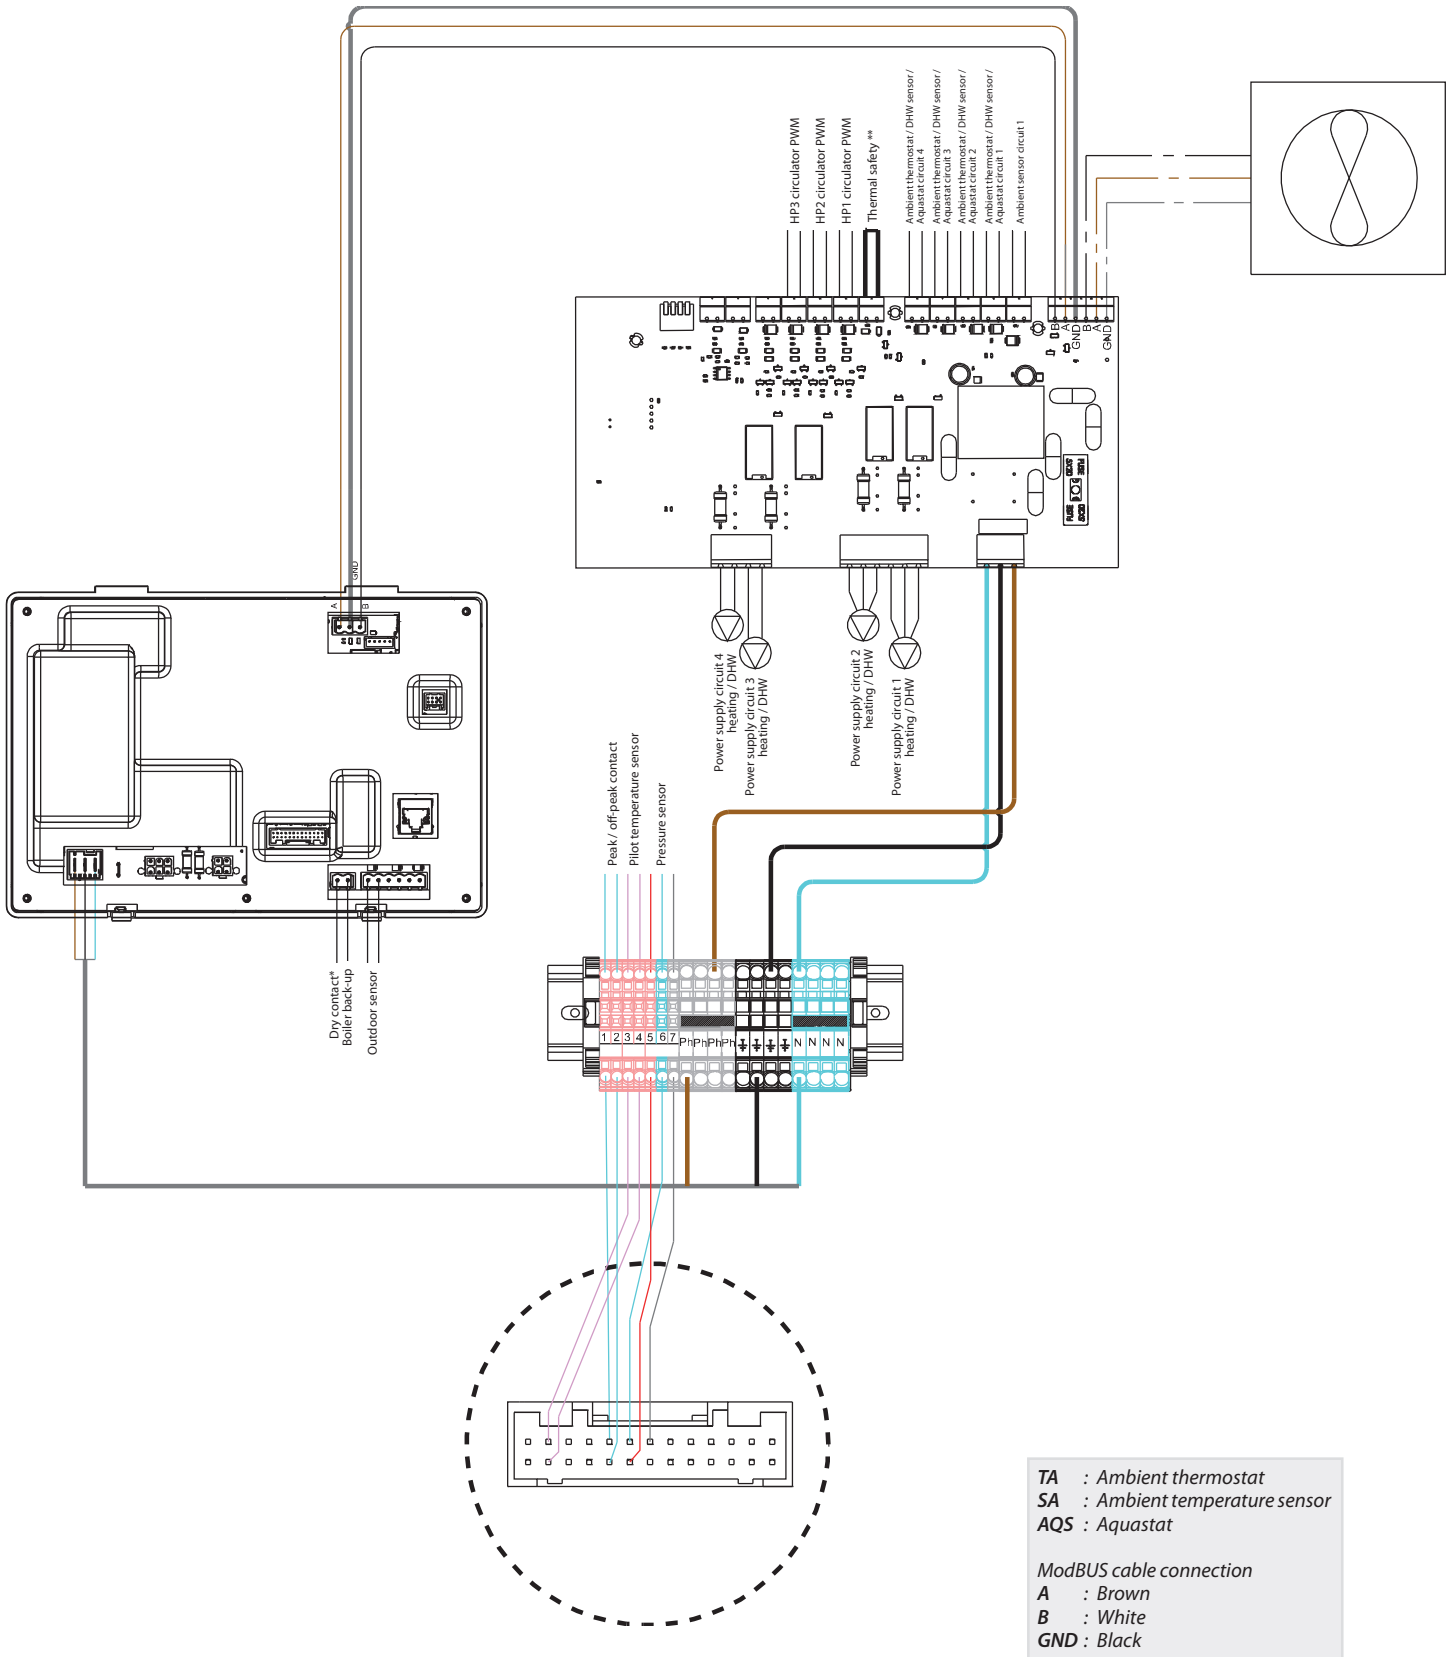 HP3 circulator PWM
HP2 circulator PWM
HP1 circulator PWM
Thermal safety **
Ambient thermostat / DHW sensor /
Aquastat circuit 4
Ambient thermostat / DHW sensor /
Aquastat circuit 3
Ambient thermostat / DHW sensor /
Aquastat circuit 2
Ambient thermostat / DHW sensor /
Aquastat circuit 1
Ambient sensor circuit 1
B
A
GND
B
A
GND
FUSE
5X20
FUSE
5X20
A
GND
B
Power supply circuit 4
heating / DHW
Power supply circuit 3
heating / DHW
Power supply circuit 2
heating / DHW
Power supply circuit 1
heating / DHW
Peak / off-peak contact
Pilot temperature sensor
Pressure sensor
Dry contact*
Boiler back-up
Outdoor sensor
1 2 3 4 5 6 7 Ph Ph Ph Ph N N N N
TA : Ambient thermostat
SA : Ambient temperature sensor
AQS : Aquastat
ModBUS cable connection
A : Brown
B : White
GND : Black